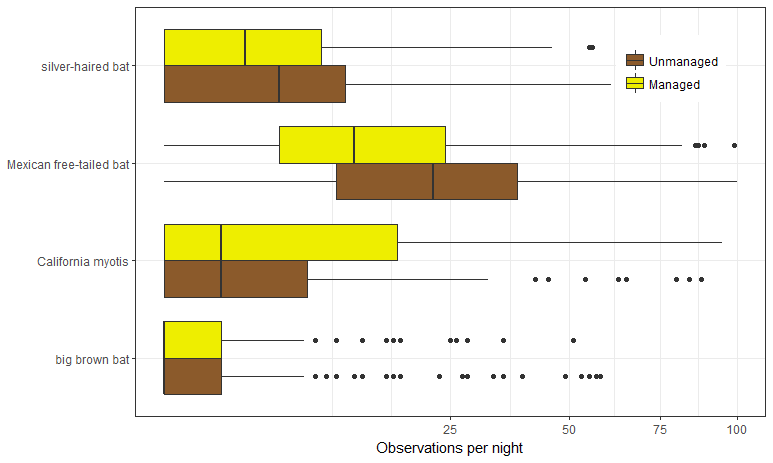 silver-haired bat
Mexican free-tailed bat
California myotis
big brown bat
Unmanaged
Managed
25 50 75 100
Observations per night